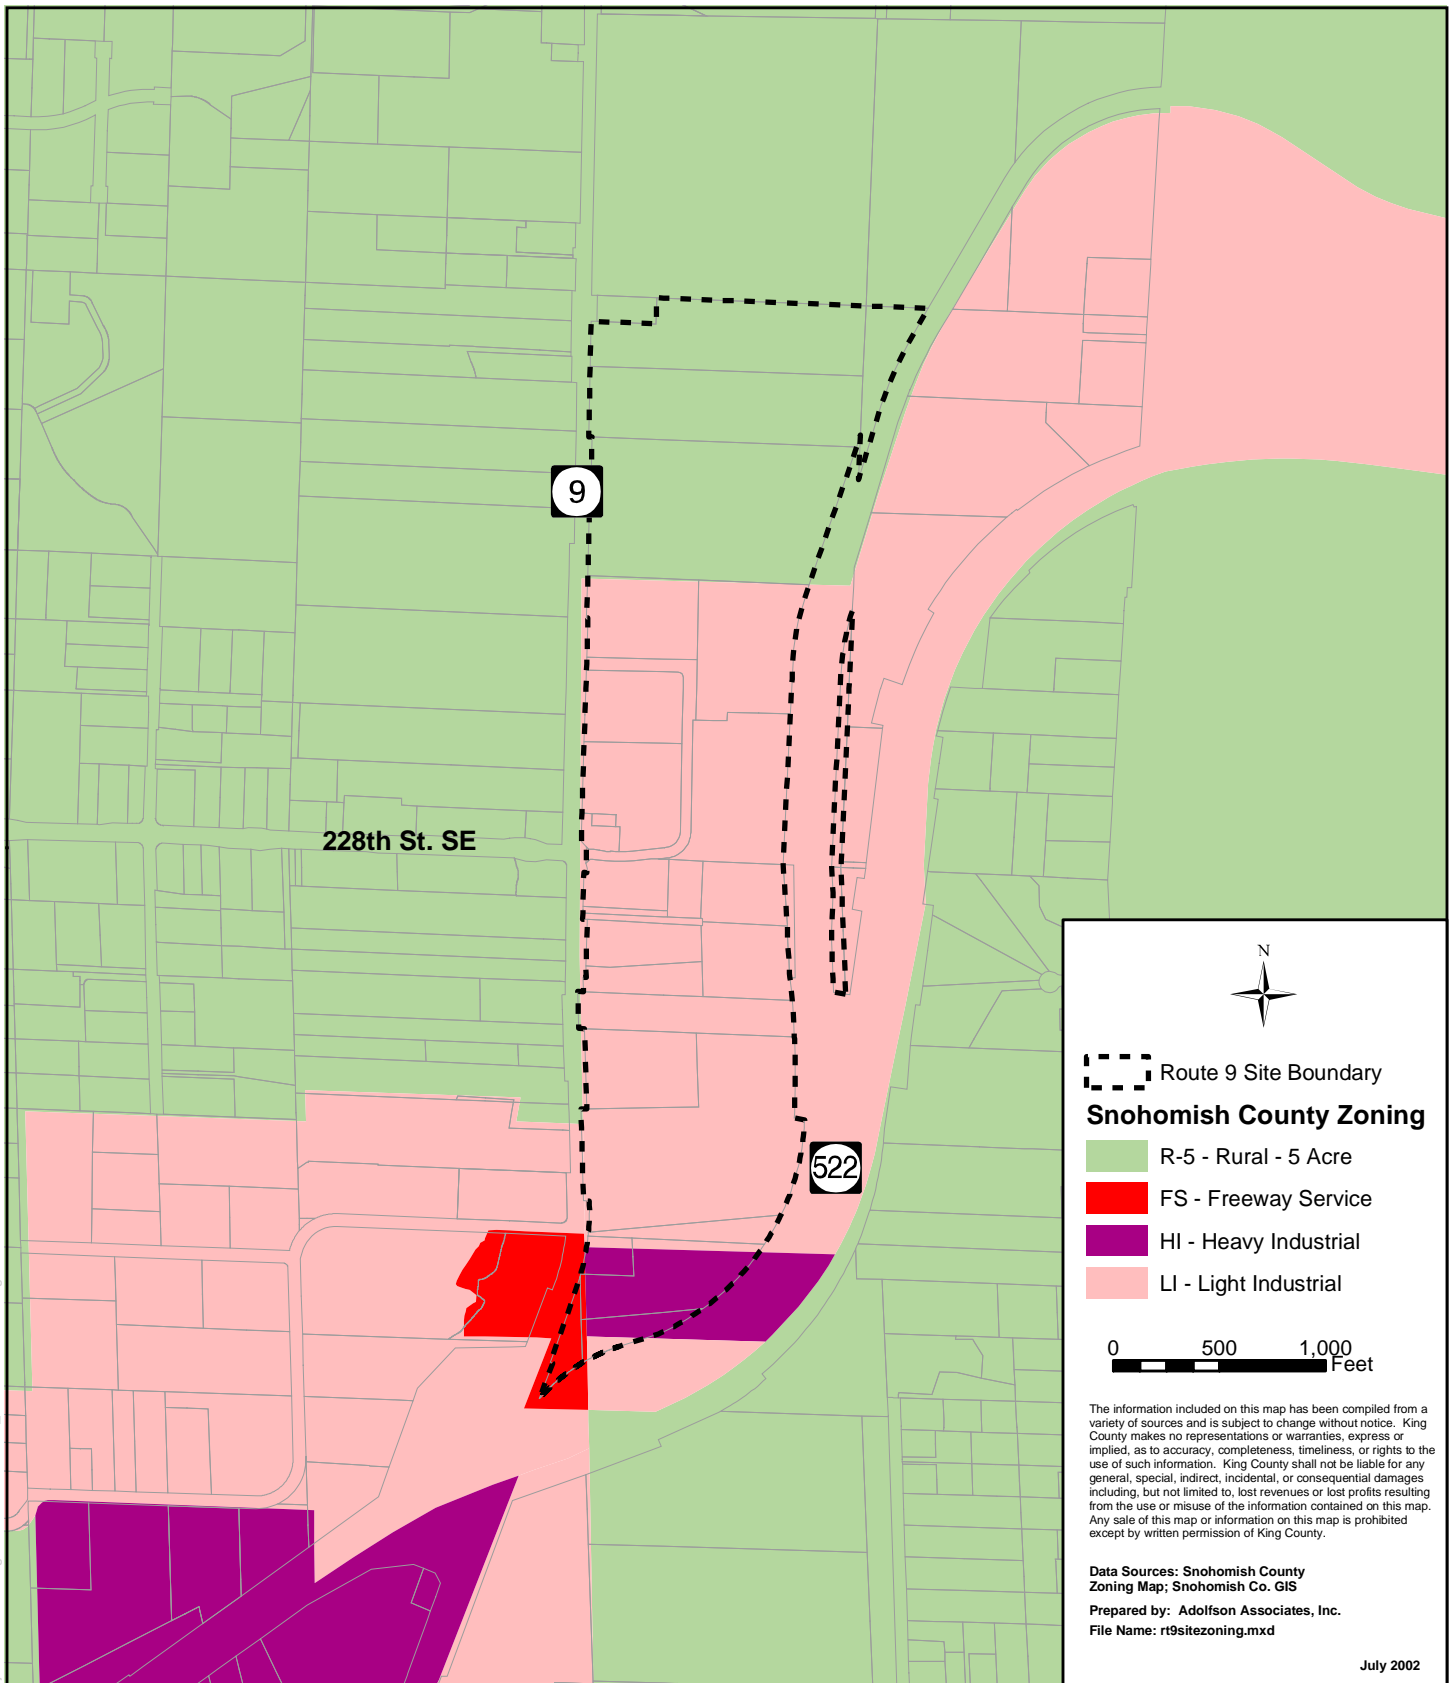 9
228th St. SE
522
N
Route 9 Site Boundary
Snohomish County Zoning
R-5 - Rural - 5 Acre
FS - Freeway Service
HI - Heavy Industrial
LI - Light Industrial
0 500 1,000
Feet
The information included on this map has been compiled from a
variety of sources and is subject to change without notice. King
County makes no representations or warranties, express or
implied, as to accuracy, completeness, timeliness, or rights to the
use of such information. King County shall not be liable for any
general, special, indirect, incidental, or consequential damages
including, but not limited to, lost revenues or lost profits resulting
from the use or misuse of the information contained on this map.
Any sale of this map or information on this map is prohibited
except by written permission of King County.
Data Sources: Snohomish County
Zoning Map; Snohomish Co. GIS
Prepared by: Adolfson Associates, Inc.
File Name: rt9sitezoning.mxd
July 2002